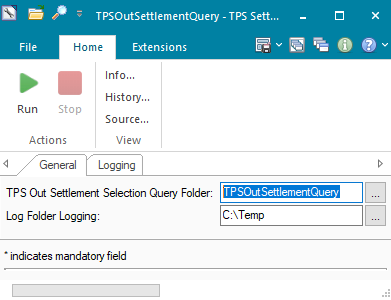 TPSOutSettlementQuery - TPS Sett...
File Home Extensions
Run Stop Info...
History...
Source...
Actions View
General Logging
TPS Out Settlement Selection Query Folder: TPSOutSettlementQuery ...
Log Folder Logging: C:\Temp ...
* indicates mandatory field